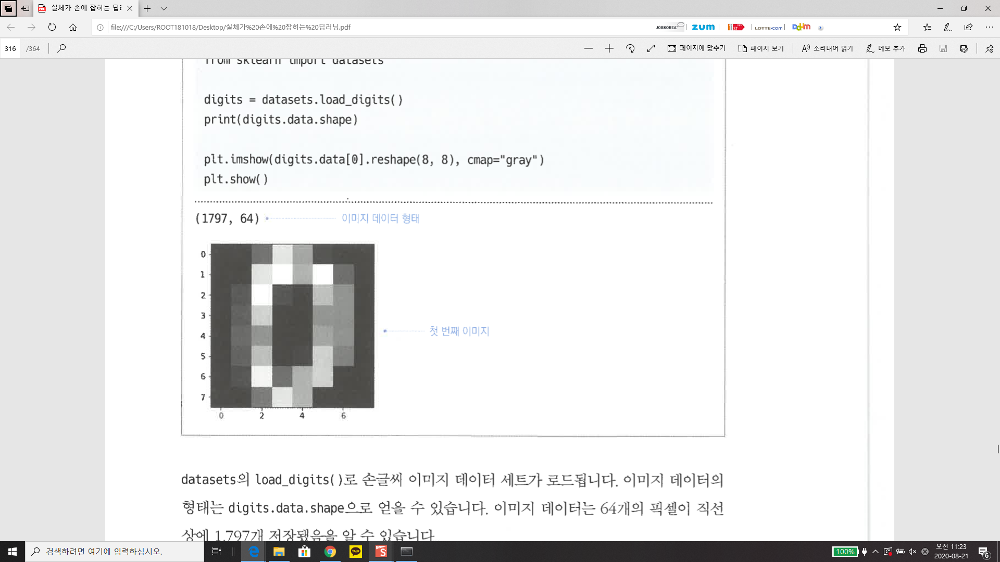 실체가 손에 잡히는 딥러
file:///C:/Users/ROOT181018/Desktop/실체가%20손에%20잡히는%20딥러닝.pdf
JOBKOREA
zum
11ST
LOTTE.COM
Daum
316 /364
페이지에 맞추기
페이지 보기
소리내어 읽기
메모 추가
from sklearn import datasets
digits = datasets.load_digits()
print(digits.data.shape)
plt.imshow(digits.data[0].reshape(8, 8), cmap="gray")
plt.show()
(1797, 64)
이미지 데이터 형태
0
1
2
3
4
5
6
7
0 2 4 6
첫 번째 이미지
datasets의 load_digits()로 손글씨 이미지 데이터 세트가 로드됩니다. 이미지 데이터의
형태는 digits.data.shape으로 얻을 수 있습니다. 이미지 데이터는 64개의 픽셀이 직선
상에 1,797개 저장됐음을 알 수 있습니다.
검색하려면 여기에 입력하십시오.
TALK
S
100%
오전 11:23
2020-08-21
6